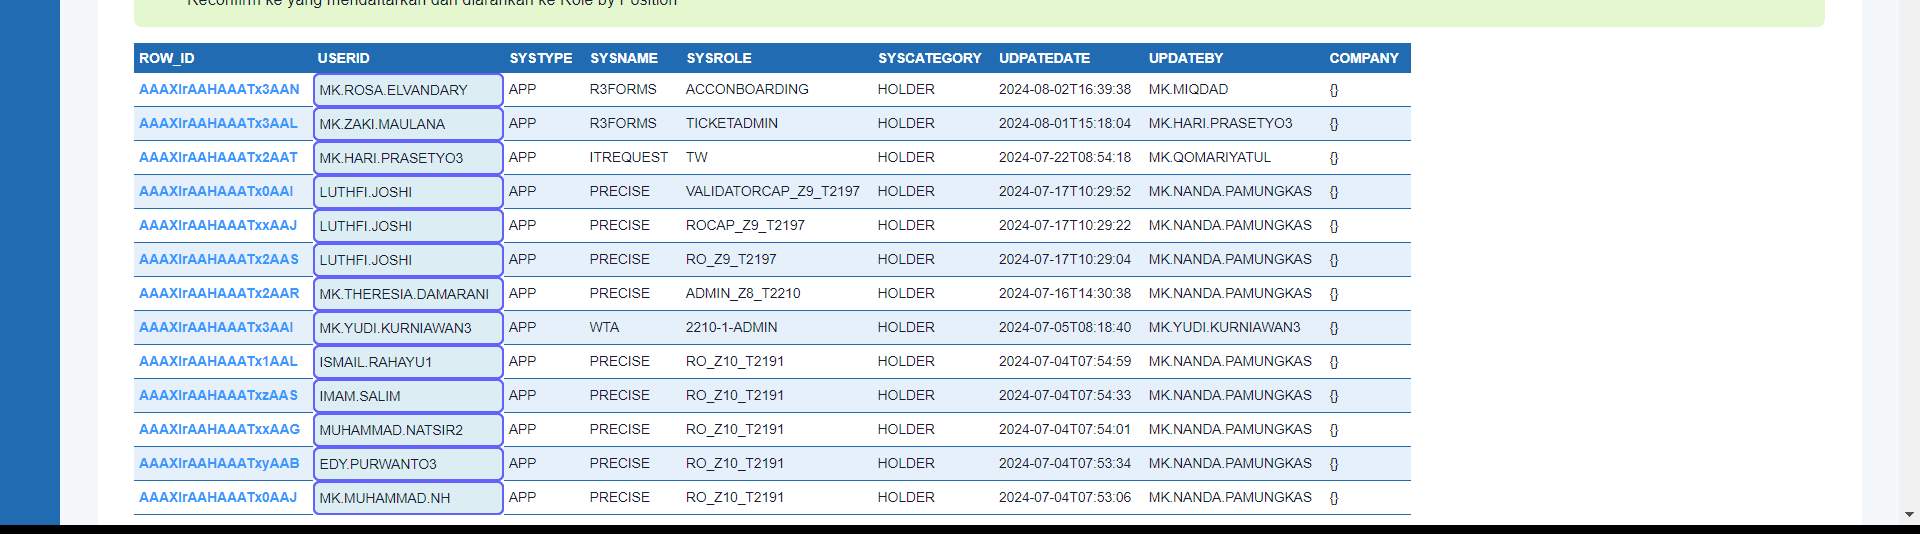 Reconfirm ke yang mendaftarkan dan diarahkan ke Role by Position
ROW_ID USERID SYSTYPE SYSNAME SYSROLE SYSCATEGORY UDPATEDATE UPDATEBY COMPANY
AAAXIrAAHAAATx3AAN MK.ROSA.ELVANDARY APP R3FORMS ACCONBOARDING HOLDER 2024-08-02T16:39:38 MK.MIQDAD {}
AAAXIrAAHAAATx3AAL MK.ZAKI.MAULANA APP R3FORMS TICKETADMIN HOLDER 2024-08-01T15:18:04 MK.HARI.PRASETYO3 {}
AAAXIrAAHAAATx2AAT MK.HARI.PRASETYO3 APP ITREQUEST TW HOLDER 2024-07-22T08:54:18 MK.QOMARIYATUL {}
AAAXIrAAHAAATx0AAI LUTHFI.JOSHI APP PRECISE VALIDATORCAP_Z9_T2197 HOLDER 2024-07-17T10:29:52 MK.NANDA.PAMUNGKAS {}
AAAXIrAAHAAATxxAAJ LUTHFI.JOSHI APP PRECISE ROCAP_Z9_T2197 HOLDER 2024-07-17T10:29:22 MK.NANDA.PAMUNGKAS {}
AAAXIrAAHAAATx2AAS LUTHFI.JOSHI APP PRECISE RO_Z9_T2197 HOLDER 2024-07-17T10:29:04 MK.NANDA.PAMUNGKAS {}
AAAXIrAAHAAATx2AAR MK.THERESIA.DAMARANI APP PRECISE ADMIN_Z8_T2210 HOLDER 2024-07-16T14:30:38 MK.NANDA.PAMUNGKAS {}
AAAXIrAAHAAATx3AAI MK.YUDI.KURNIAWAN3 APP WTA 2210-1-ADMIN HOLDER 2024-07-05T08:18:40 MK.YUDI.KURNIAWAN3 {}
AAAXIrAAHAAATx1AAL ISMAIL.RAHAYU1 APP PRECISE RO_Z10_T2191 HOLDER 2024-07-04T07:54:59 MK.NANDA.PAMUNGKAS {}
AAAXIrAAHAAATxzAAS IMAM.SALIM APP PRECISE RO_Z10_T2191 HOLDER 2024-07-04T07:54:33 MK.NANDA.PAMUNGKAS {}
AAAXIrAAHAAATxxAAG MUHAMMAD.NATSIR2 APP PRECISE RO_Z10_T2191 HOLDER 2024-07-04T07:54:01 MK.NANDA.PAMUNGKAS {}
AAAXIrAAHAAATxyAAB EDY.PURWANTO3 APP PRECISE RO_Z10_T2191 HOLDER 2024-07-04T07:53:34 MK.NANDA.PAMUNGKAS {}
AAAXIrAAHAAATx0AAJ MK.MUHAMMAD.NH APP PRECISE RO_Z10_T2191 HOLDER 2024-07-04T07:53:06 MK.NANDA.PAMUNGKAS {}